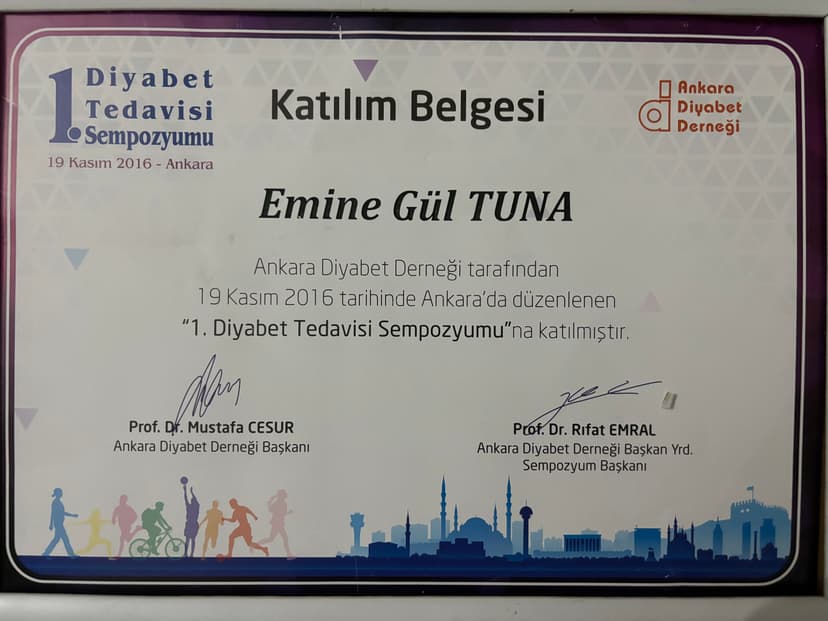 1. Diyabet
Tedavisi
Sempozyumu
19 Kasım 2016 - Ankara
Katılım Belgesi
Ankara
Diyabet
Derneği
Emine Gül TUNA
Ankara Diyabet Derneği tarafından
19 Kasım 2016 tarihinde Ankara'da düzenlenen
“1. Diyabet Tedavisi Sempozyumu”na katılmıştır.
Prof. Dr. Mustafa CESUR
Ankara Diyabet Derneği Başkanı
Prof. Dr. Rıfat EMRAL
Ankara Diyabet Derneği Başkan Yrd.
Sempozyum Başkanı